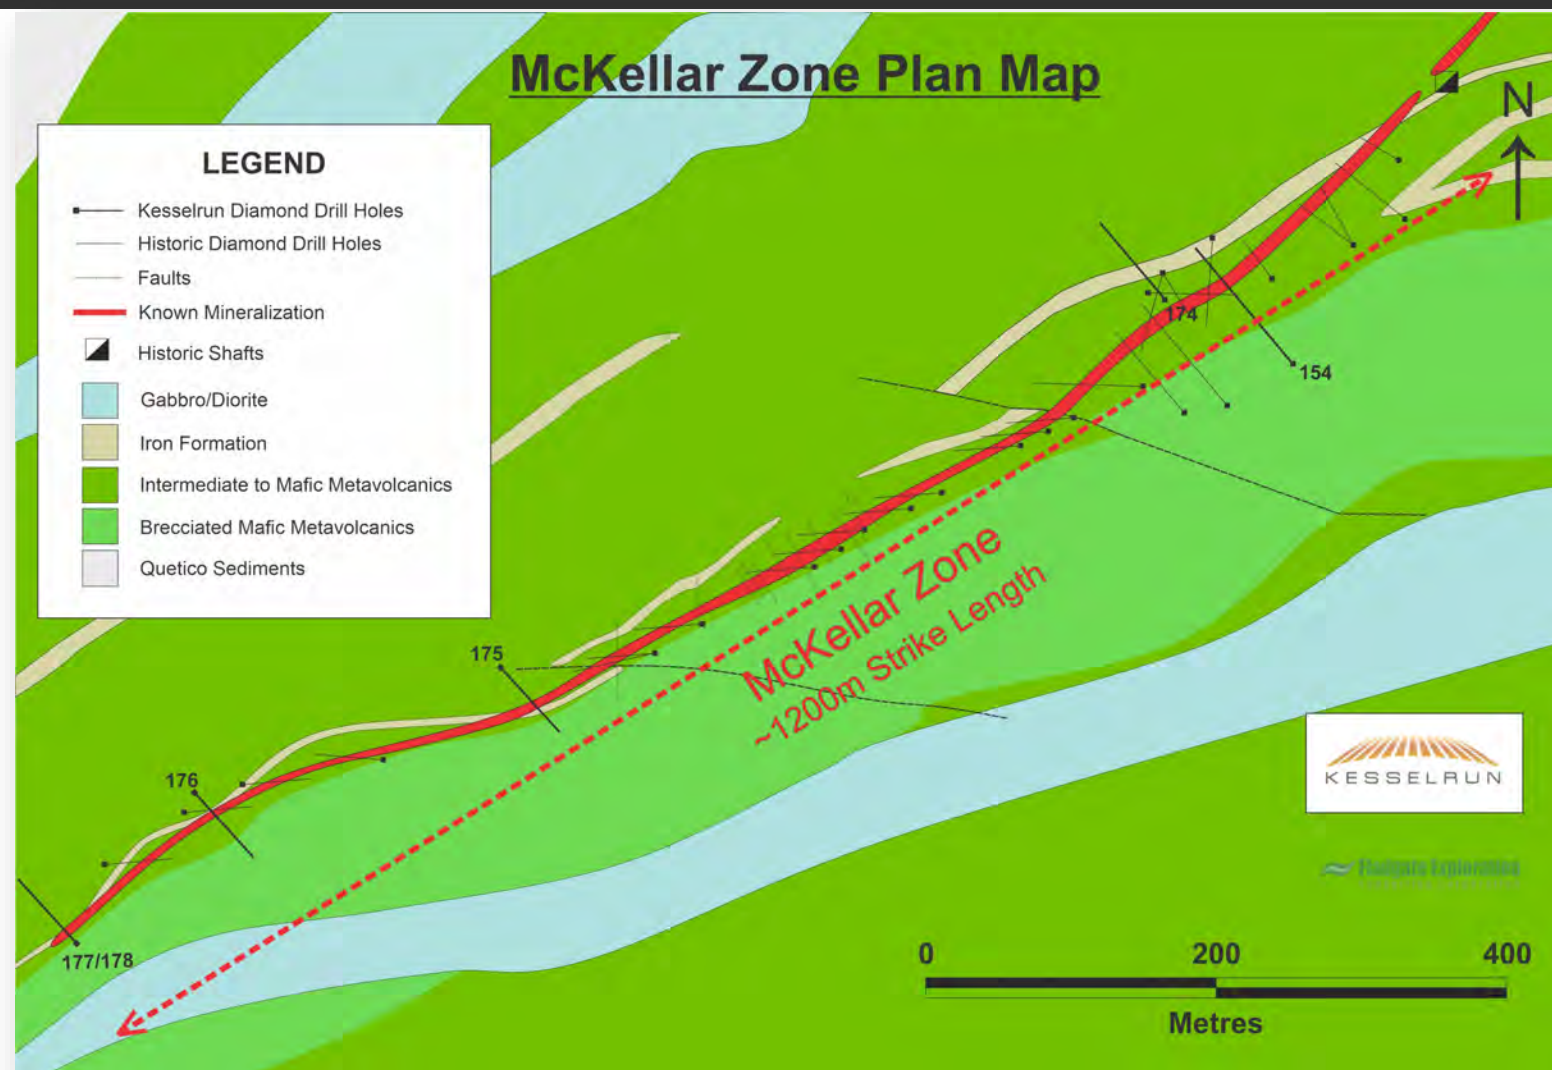 McKellar Zone Plan Map
LEGEND
Kesselrun Diamond Drill Holes
Historic Diamond Drill Holes
Faults
Known Mineralization
Historic Shafts
Gabbro/Diorite
Iron Formation
Intermediate to Mafic Metavolcanics
Brecciated Mafic Metavolcanics
Quetico Sediments
N
174
154
McKellar Zone
~1200m Strike Length
175
176
177/178
KESSELRUN
0 200 400
Metres